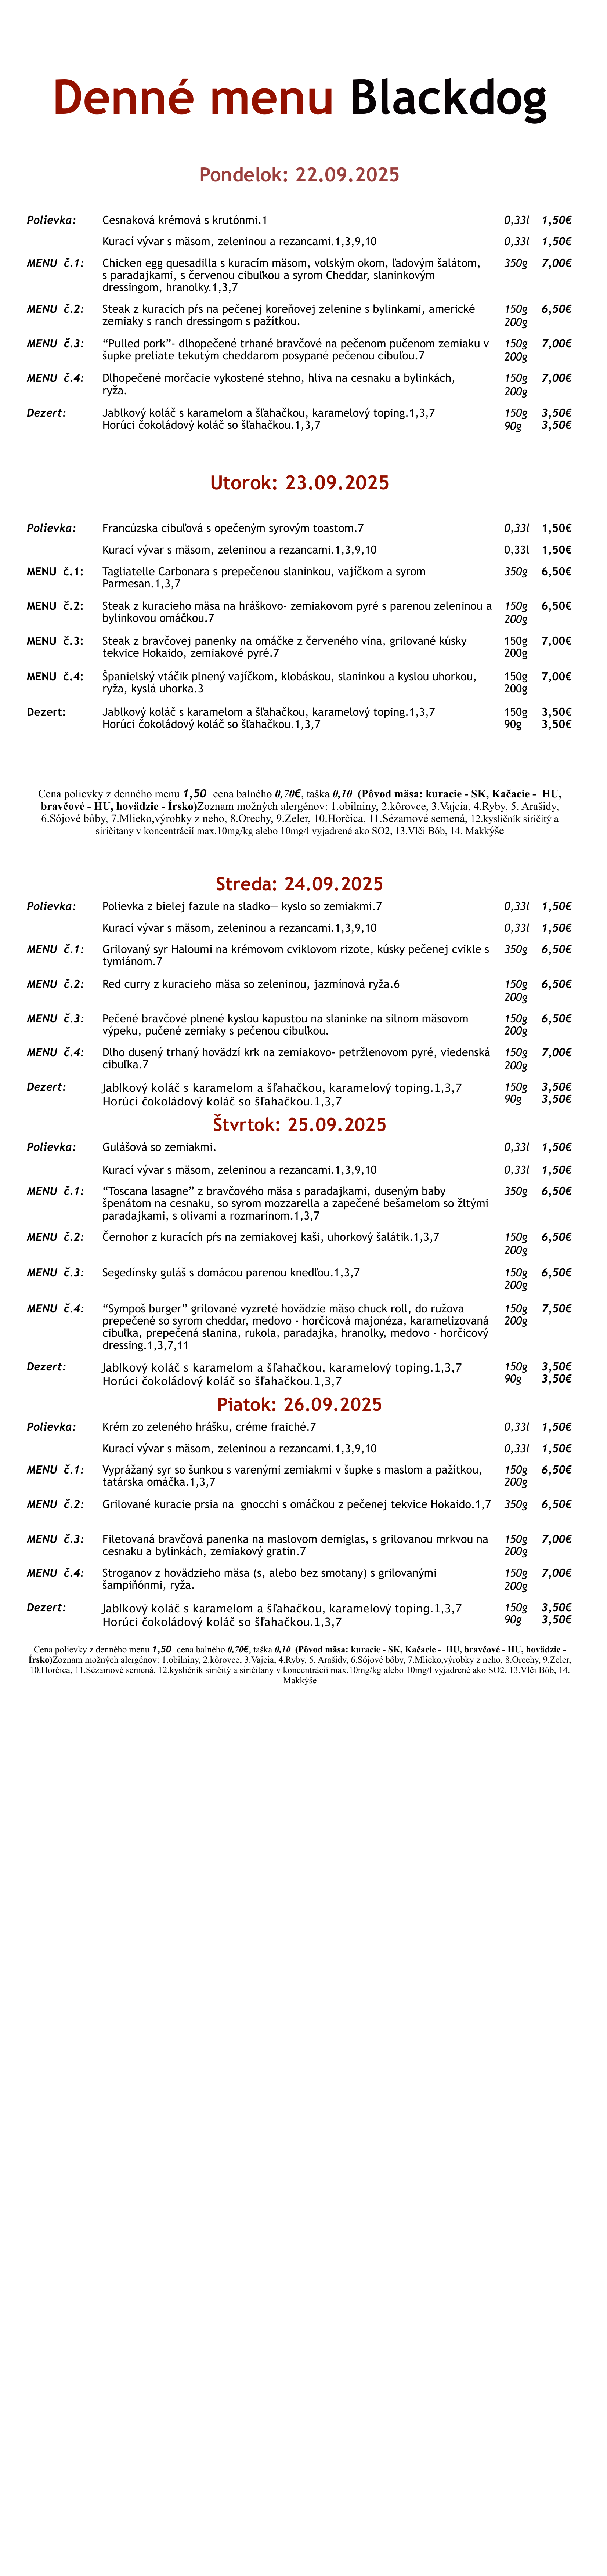 Denné menu Blackdog
Pondelok: 22.09.2025
Polievka: Cesnaková krémová s krutónmi.1 0,33l 1,50€
Kurací vývar s mäsom, zeleninou a rezancami.1,3,9,10 0,33l 1,50€
MENU č.1: Chicken egg quesadilla s kuracím mäsom, volským okom, ľadovým šalátom, 350g 7,00€
s paradajkami, s červenou cibuľkou a syrom Cheddar, slaninkovým
dressingom, hranolky.1,3,7
MENU č.2: Steak z kuracích pŕs na pečenej koreňovej zelenine s bylinkami, americké 150g 6,50€
zemiaky s ranch dressingom s pažítkou. 200g
MENU č.3: “Pulled pork”- dlhopečené trhané bravčové na pečenom pučenom zemiaku v 150g 7,00€
šupke preliate tekutým cheddarom posypané pečenou cibuľou.7 200g
MENU č.4: Dlhopečené morčacie vykostené stehno, hliva na cesnaku a bylinkách, 150g 7,00€
ryža. 200g
Dezert: Jablkový koláč s karamelom a šľahačkou, karamelový toping.1,3,7 150g 3,50€
Horúci čokoládový koláč so šľahačkou.1,3,7 90g 3,50€
Utorok: 23.09.2025
Polievka: Francúzska cibuľová s opečeným syrovým toastom.7 0,33l 1,50€
Kurací vývar s mäsom, zeleninou a rezancami.1,3,9,10 0,33l 1,50€
MENU č.1: Tagliatelle Carbonara s prepečenou slaninkou, vajíčkom a syrom 350g 6,50€
Parmesan.1,3,7
MENU č.2: Steak z kuracieho mäsa na hráškovo- zemiakovom pyré s parenou zeleninou a 150g 6,50€
bylinkovou omáčkou.7 200g
MENU č.3: Steak z bravčovej panenky na omáčke z červeného vína, grilované kúsky 150g 7,00€
tekvice Hokaido, zemiakové pyré.7 200g
MENU č.4: Španielský vtáčik plnený vajíčkom, klobáskou, slaninkou a kyslou uhorkou, 150g 7,00€
ryža, kyslá uhorka.3 200g
Dezert: Jablkový koláč s karamelom a šľahačkou, karamelový toping.1,3,7 150g 3,50€
Horúci čokoládový koláč so šľahačkou.1,3,7 90g 3,50€
Cena polievky z denného menu 1,50 cena balného 0,70€, taška 0,10 (Pôvod mäsa: kuracie - SK, Kačacie - HU,
bravčové - HU, hovädzie - Írsko)Zoznam možných alergénov: 1.obilniny, 2.kôrovce, 3.Vajcia, 4.Ryby, 5. Arašidy,
6.Sójové bôby, 7.Mlieko,výrobky z neho, 8.Orechy, 9.Zeler, 10.Horčica, 11.Sézamové semená, 12.kysličník siričitý a
siričitany v koncentrácií max.10mg/kg alebo 10mg/l vyjadrené ako SO2, 13.Vlči Bôb, 14. Makkýše
Streda: 24.09.2025
Polievka: Polievka z bielej fazule na sladko— kyslo so zemiakmi.7 0,33l 1,50€
Kurací vývar s mäsom, zeleninou a rezancami.1,3,9,10 0,33l 1,50€
MENU č.1: Grilovaný syr Haloumi na krémovom cviklovom rizote, kúsky pečenej cvikle s 350g 6,50€
tymiánom.7
MENU č.2: Red curry z kuracieho mäsa so zeleninou, jazmínová ryža.6 150g 6,50€
200g
MENU č.3: Pečené bravčové plnené kyslou kapustou na slaninke na silnom mäsovom 150g 6,50€
výpeku, pučené zemiaky s pečenou cibuľkou. 200g
MENU č.4: Dlho dusený trhaný hovädzí krk na zemiakovo- petržlenovom pyré, viedenská 150g 7,00€
cibuľka.7 200g
Dezert: Jablkový koláč s karamelom a šľahačkou, karamelový toping.1,3,7 150g 3,50€
Horúci čokoládový koláč so šľahačkou.1,3,7 90g 3,50€
Štvrtok: 25.09.2025
Polievka: Gulášová so zemiakmi. 0,33l 1,50€
Kurací vývar s mäsom, zeleninou a rezancami.1,3,9,10 0,33l 1,50€
MENU č.1: “Toscana lasagne” z bravčového mäsa s paradajkami, duseným baby 350g 6,50€
špenátom na cesnaku, so syrom mozzarella a zapečené bešamelom so žltými
paradajkami, s olivami a rozmarínom.1,3,7
MENU č.2: Černohor z kuracích pŕs na zemiakovej kaši, uhorkový šalátik.1,3,7 150g 6,50€
200g
MENU č.3: Segedínsky guláš s domácou parenou knedľou.1,3,7 150g 6,50€
200g
MENU č.4: “Sympoš burger” grilované vyzreté hovädzie mäso chuck roll, do ružova 150g 7,50€
prepečené so syrom cheddar, medovo - horčicová majonéza, karamelizovaná 200g
cibuľka, prepečená slanina, rukola, paradajka, hranolky, medovo - horčicový
dressing.1,3,7,11
Dezert: Jablkový koláč s karamelom a šľahačkou, karamelový toping.1,3,7 150g 3,50€
Horúci čokoládový koláč so šľahačkou.1,3,7 90g 3,50€
Piatok: 26.09.2025
Polievka: Krém zo zeleného hrášku, créme fraiché.7 0,33l 1,50€
Kurací vývar s mäsom, zeleninou a rezancami.1,3,9,10 0,33l 1,50€
MENU č.1: Vyprážaný syr so šunkou s varenými zemiakmi v šupke s maslom a pažítkou, 150g 6,50€
tatárska omáčka.1,3,7 200g
MENU č.2: Grilované kuracie prsia na gnocchi s omáčkou z pečenej tekvice Hokaido.1,7 350g 6,50€
MENU č.3: Filetovaná bravčová panenka na maslovom demiglas, s grilovanou mrkvou na 150g 7,00€
cesnaku a bylinkách, zemiakový gratin.7 200g
MENU č.4: Stroganov z hovädzieho mäsa (s, alebo bez smotany) s grilovanými 150g 7,00€
šampiňónmi, ryža. 200g
Dezert: Jablkový koláč s karamelom a šľahačkou, karamelový toping.1,3,7 150g 3,50€
Horúci čokoládový koláč so šľahačkou.1,3,7 90g 3,50€
Cena polievky z denného menu 1,50 cena balného 0,70€, taška 0,10 (Pôvod mäsa: kuracie - SK, Kačacie - HU, bravčové - HU, hovädzie -
Írsko)Zoznam možných alergénov: 1.obilniny, 2.kôrovce, 3.Vajcia, 4.Ryby, 5. Arašidy, 6.Sójové bôby, 7.Mlieko,výrobky z neho, 8.Orechy, 9.Zeler,
10.Horčica, 11.Sézamové semená, 12.kysličník siričitý a siričitany v koncentrácií max.10mg/kg alebo 10mg/l vyjadrené ako SO2, 13.Vlči Bôb, 14.
Makkýše